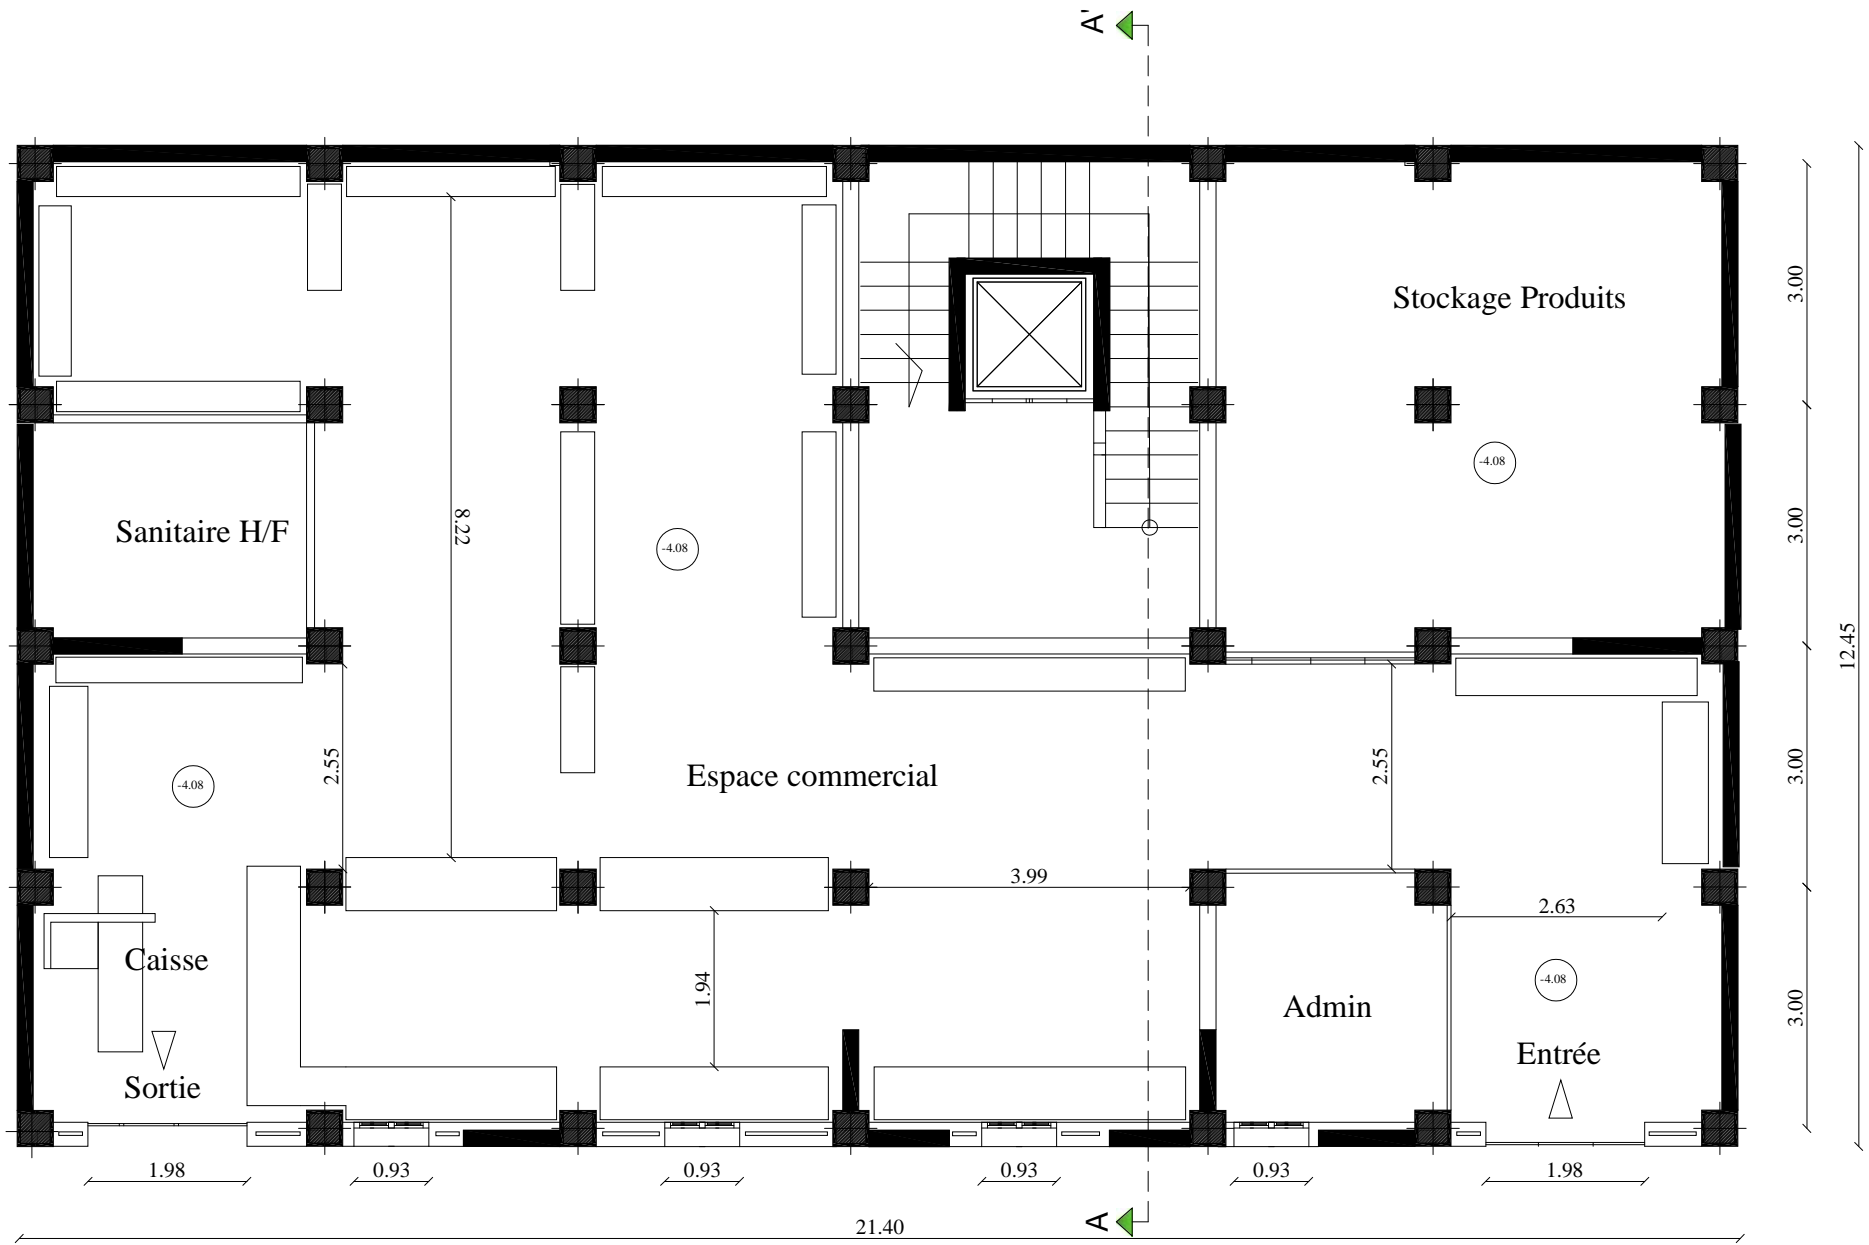 A'
Stockage Produits
3.00
-4.08
8.22
Sanitaire H/F
-4.08
3.00
12.45
2.55
-4.08
Espace commercial
2.55
3.00
3.99
2.63
Caisse
1.94
-4.08
Admin
3.00
Sortie
Entrée
1.98
0.93
0.93
0.93
0.93
1.98
A
21.40